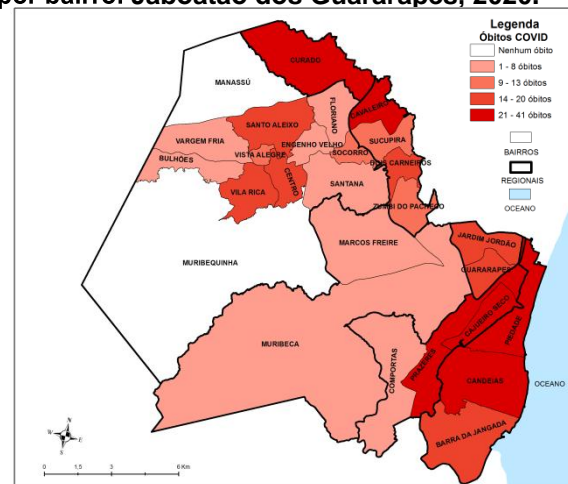 por bairro. Jaboatão dos Guararapes, 2020.
Legenda
Óbitos COVID
Nenhum óbito
1 - 8 óbitos
9 - 13 óbitos
14 - 20 óbitos
21 - 41 óbitos
BAIRROS
REGIONAIS
OCEANO
CURADO
MANASSÚ
FLORIANO
CAVALEIRO
SANTO ALEIXO
SUCUPIRA
VARGEM FRIA
ENGENHO VELHO
SOCORRO
VISTA ALEGRE
DOIS CARNEIROS
BULHÕES
CENTRO
VILA RICA
SANTANA
ZUMBI DO PACHECO
MARCOS FREIRE
JARDIM JORDÃO
GUARARAPES
MURIBEQUINHA
CAJUEIRO SECO
PIEDADE
MURIBECA
COMPORTAS
PRAZERES
CANDEIAS
OCEANO
BARRA DA JANGADA
N
W
E
S
0 1,5 3 6 Km